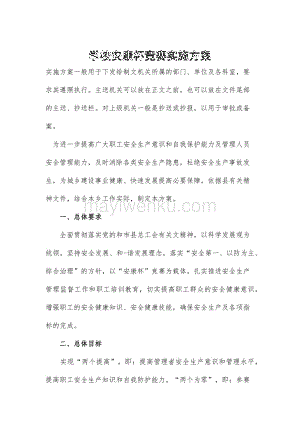 学校安康杯竞赛实施方案
实施方案一般用于下发给制文机关所属的部门、单位及各科室，要
求其遵照执行。主送机关可以放在正文之前，也可以放在文件尾部
的主送、抄送栏。对上级机关一般是抄送或抄报，以用于审批或备
案。
为进一步提高广大职工安全生产意识和自我保护能力及管理人员
安全管理能力，及时消除各类安全生产隐患，杜绝安全生产事故发
生，为城乡建设事业健康、快速发展提高必要保障。依据县有关精
神文件，结合本乡工作实际，制定本方案。
mayiwenku.com
一、总体要求
全面贯彻落实党的和市县总工会有关文精神，以科学发展观为
他领。坚持安全发展、和-谐发展理念。落实“安全第一、以防为主、
综合治理”的方针，以“安康杯”竞赛为载体，扎实推进安全生产
管理监督工作和职工培训教育，切实提高职工群众的安全健康意识，
增强职工的安全健康知识、安全健康技能，确保安全生产及各项指
标的完成。
二、总体目标
实现“两个提高”，即：提高管理者安全生产意识和管理水平，
提高职工安全生产知识和自我防护能力。“两个为零”，即：参赛